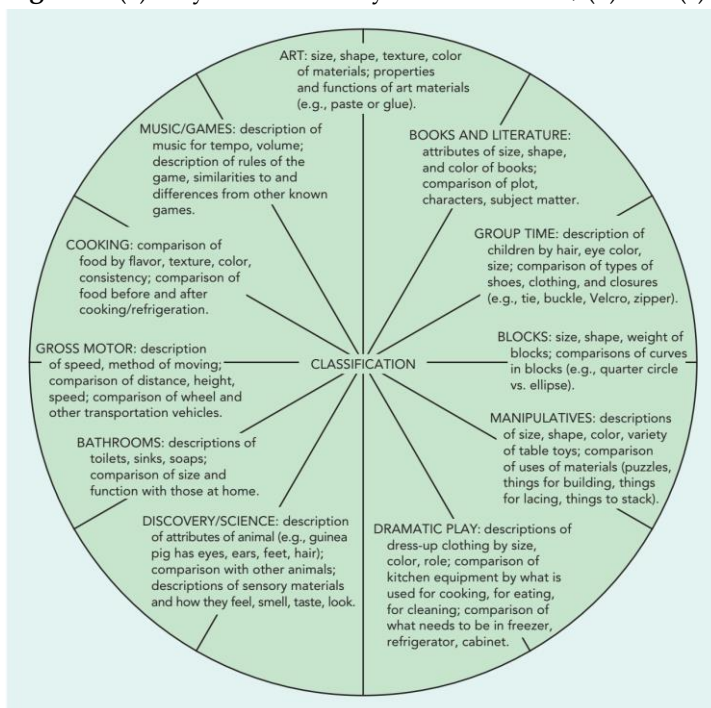 ART: size, shape, texture, color
of materials; properties
and functions of art materials
(e.g., paste or glue).
BOOKS AND LITERATURE:
attributes of size, shape,
and color of books;
comparison of plot,
characters, subject matter.
GROUP TIME: description of
children by hair, eye color,
size; comparison of types of
shoes, clothing, and closures
(e.g., tie, buckle, Velcro, zipper).
BLOCKS: size, shape, weight of
blocks; comparisons of curves
in blocks (e.g., quarter circle
vs. ellipse).
MANIPULATIVES: descriptions
of size, shape, color, variety
of table toys; comparison
of uses of materials (puzzles,
things for building, things
for lacing, things to stack).
DRAMATIC PLAY: descriptions of
dress-up clothing by size,
color, role; comparison of
kitchen equipment by what is
used for cooking, for eating,
for cleaning; comparison of
what needs to be in freezer,
refrigerator, cabinet.
DISCOVERY/SCIENCE: description
of attributes of animal (e.g., guinea
pig has eyes, ears, feet, hair);
comparison with other animals;
descriptions of sensory materials
and how they feel, smell, taste, look.
BATHROOMS: descriptions of
toilets, sinks, soaps;
comparison of size and
function with those at home.
GROSS MOTOR: description
of speed, method of moving;
comparison of distance, height,
speed; comparison of wheel and
other transportation vehicles.
COOKING: comparison of
food by flavor, texture, color,
consistency; comparison of
food before and after
cooking/refrigeration.
MUSIC/GAMES: description of
music for tempo, volume;
description of rules of the
game, similarities to and
differences from other known
games.
CLASSIFICATION